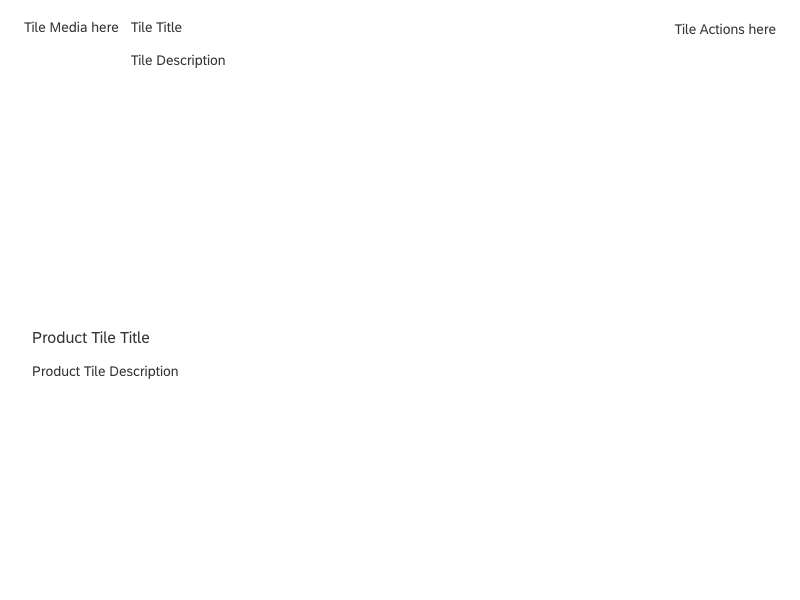 Tile Media here Tile Title Tile Actions here
Tile Description
Product Tile Title
Product Tile Description